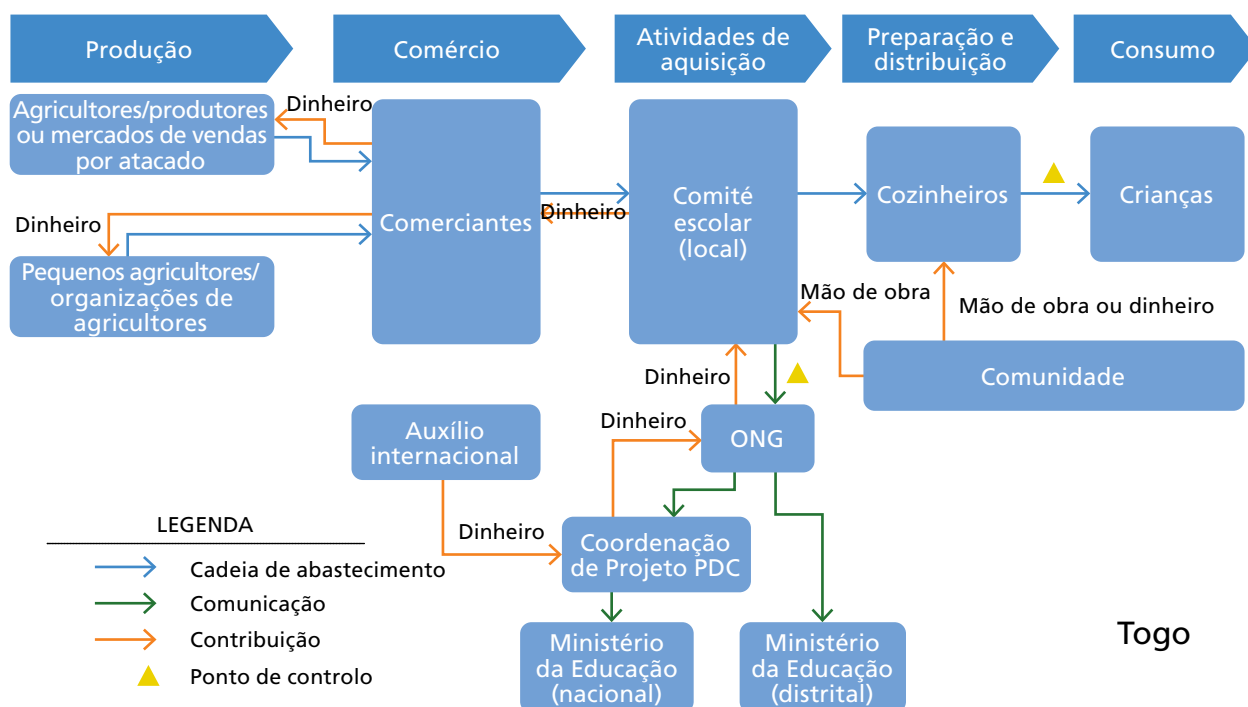 Produção
Comércio
Atividades de
aquisição
Preparação e
distribuição
Consumo
Agricultores/produtores
ou mercados de vendas
por atacado
Dinheiro
Comerciantes
Dinheiro
Comité
escolar
(local)
Cozinheiros
Crianças
Dinheiro
Pequenos agricultores/
organizações de
agricultores
Mão de obra
Mão de obra ou dinheiro
Comunidade
Dinheiro
Auxílio
internacional
Dinheiro
ONG
Dinheiro
Coordenação
de Projeto PDC
Ministério
da Educação
(nacional)
Ministério
da Educação
(distrital)
LEGENDA
Cadeia de abastecimento
Comunicação
Contribuição
Ponto de controlo
Togo